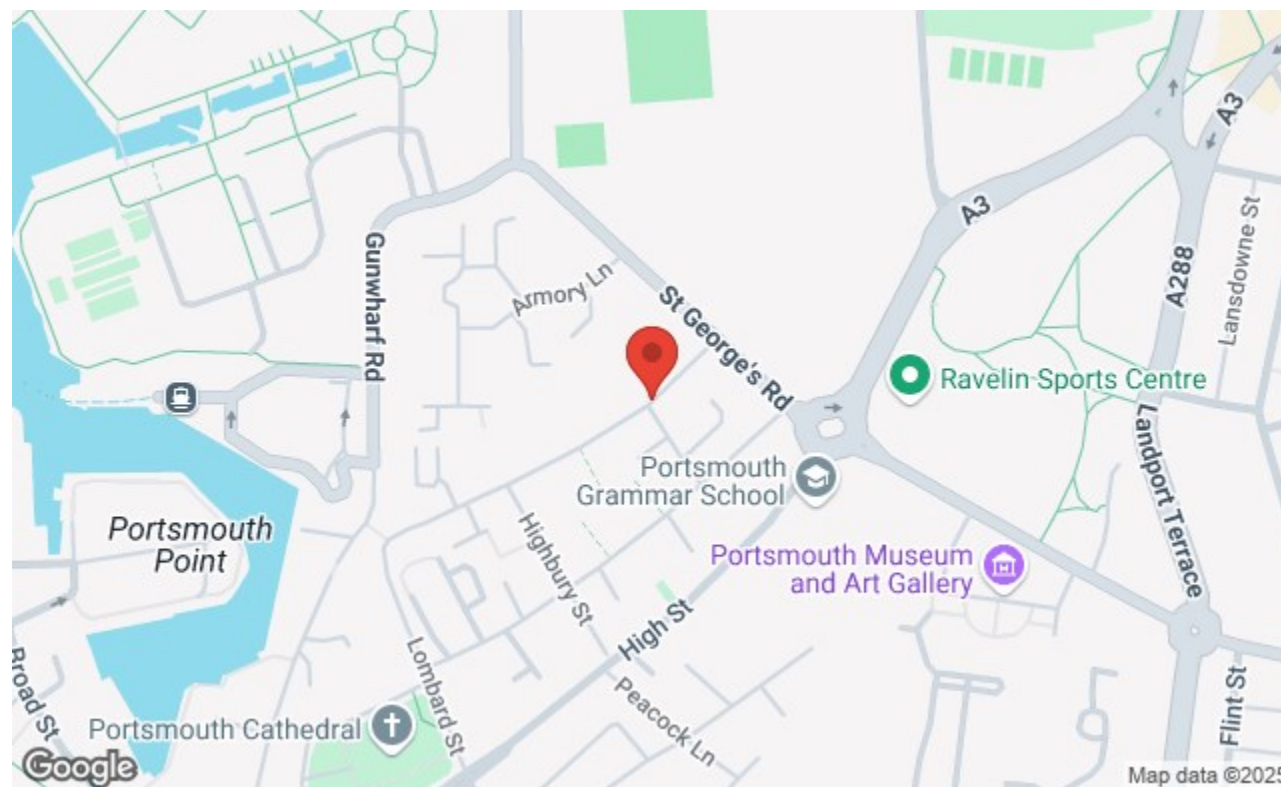 A3
A3
A288
Lansdowne St
Gunwharf Rd
Armory Ln
St George's Rd
Ravelin Sports Centre
Landport Terrace
Portsmouth
Grammar School
Portsmouth
Point
Highbury St
Portsmouth Museum
and Art Gallery
High St
Lombard St
Broad St
Peacock Ln
Portsmouth Cathedral
Flint St
Google
Map data ©2025